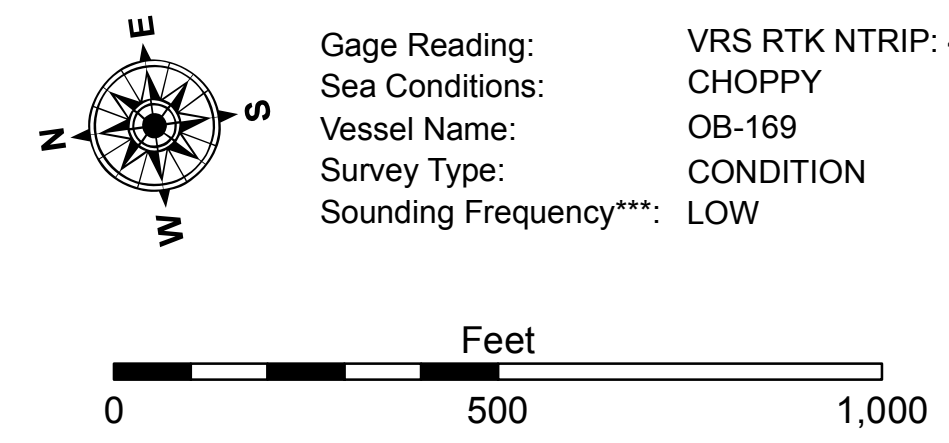 E
N
S
W
Gage Reading: VRS RTK NTRIP:
Sea Conditions: CHOPPY
Vessel Name: OB-169
Survey Type: CONDITION
Sounding Frequency***: LOW
Feet
0 500 1,000